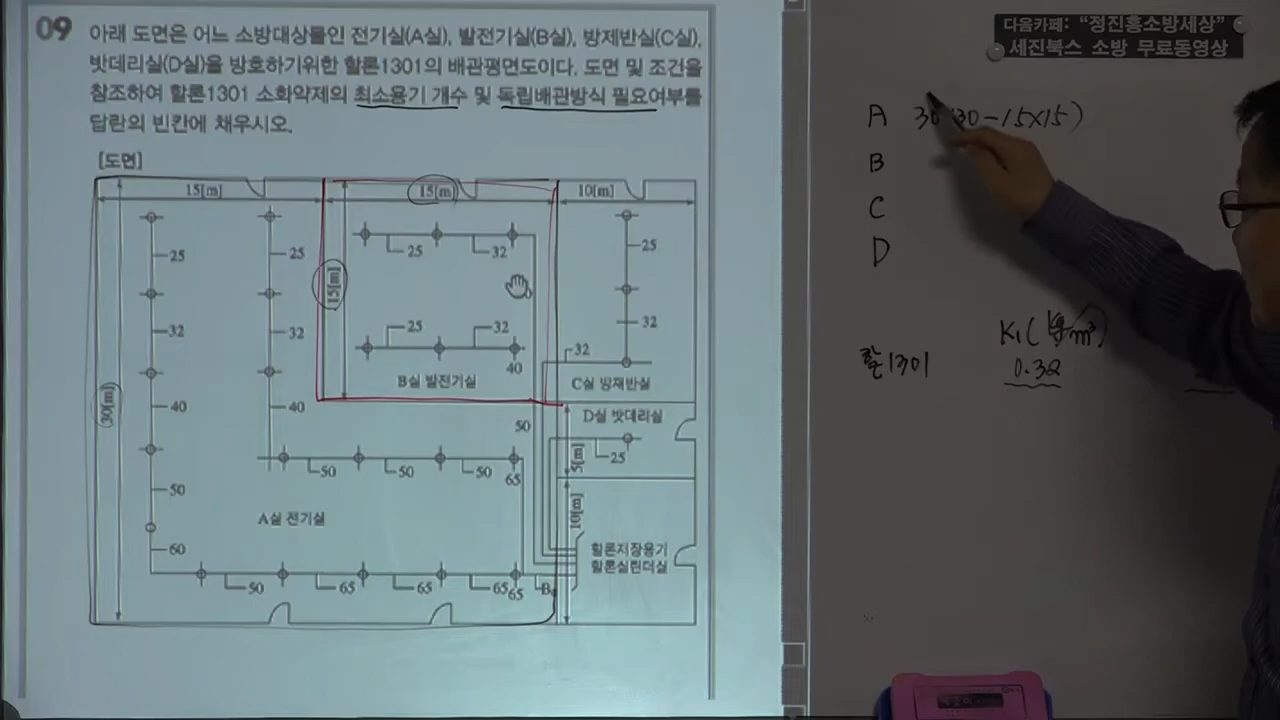 09 아래 도면은 어느 소방대상물인 전기실(A실), 발전기실(B실), 방제반실(C실),
밧데리실(D실)을 방호하기위한 할론1301의 배관평면도이다. 도면 및 조건을
참조하여 할론1301 소화약제의 최소용기 개수 및 독립배관방식 필요여부를
답란의 빈칸에 채우시오.
[도면]
15[m] 15[m] 10[m]
25 25 25 32 25
15[m]
32 32 25 32 32
32
40
B실 발전기실 C실 방재반실
30[m] 40 40
D실 밧데리실
50
25 5[m]
50 50 50 65
50
10[m]
A실 전기실
60
할론저장용기
할론실린더실
50 65 65 65 65
다음카페: “정진홍소방세상”
세진북스 소방 무료동영상
A 30 30-15×15)
B
C
D
K₁(
할1301 0.32